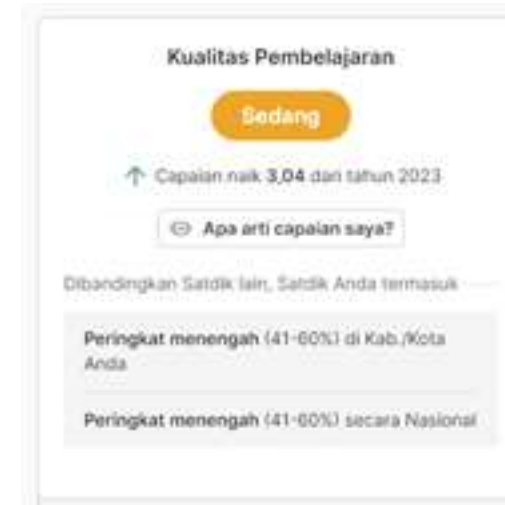 Kualitas Pembelajaran
Sedang
Capaian naik 3,04 dari tahun 2023
Apa arti capaian saya?
Dibandingkan Satdik lain, Satdik Anda termasuk
Peringkat menengah (41-60%) di Kab./Kota
Anda
Peringkat menengah (41-60%) secara Nasional